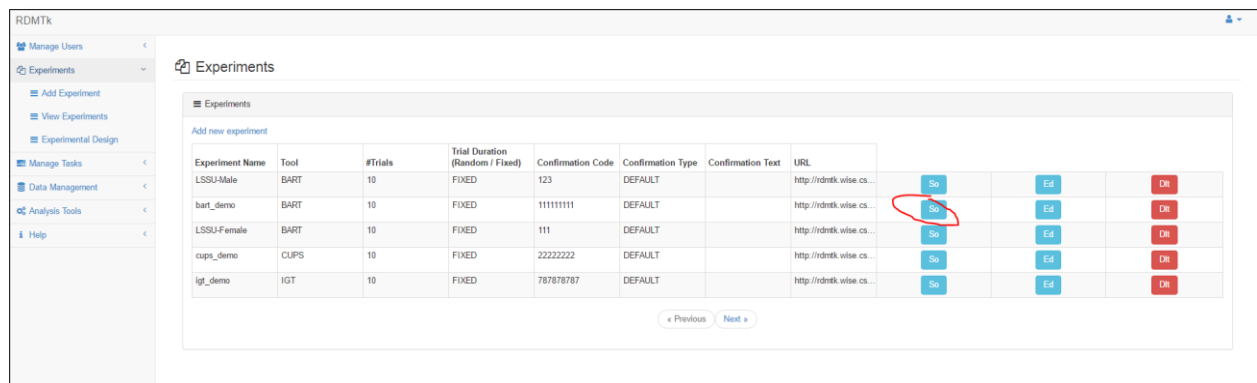 RDMTk
Manage Users
Experiments
Add Experiment
View Experiments
Experimental Design
Manage Tasks
Data Management
Analysis Tools
Help
Experiments
Experiments
Add new experiment
Experiment Name Tool #Trials Trial Duration (Random / Fixed) Confirmation Code Confirmation Type Confirmation Text URL
LSSU-Male BART 10 FIXED 123 DEFAULT http://rdmtk.wise.cs... So Ed Dlt
bart_demo BART 10 FIXED 111111111 DEFAULT http://rdmtk.wise.cs... So Ed Dlt
LSSU-Female BART 10 FIXED 111 DEFAULT http://rdmtk.wise.cs... So Ed Dlt
cups_demo CUPS 10 FIXED 22222222 DEFAULT http://rdmtk.wise.cs... So Ed Dlt
igt_demo IGT 10 FIXED 787878787 DEFAULT http://rdmtk.wise.cs... So Ed Dlt
« Previous Next »